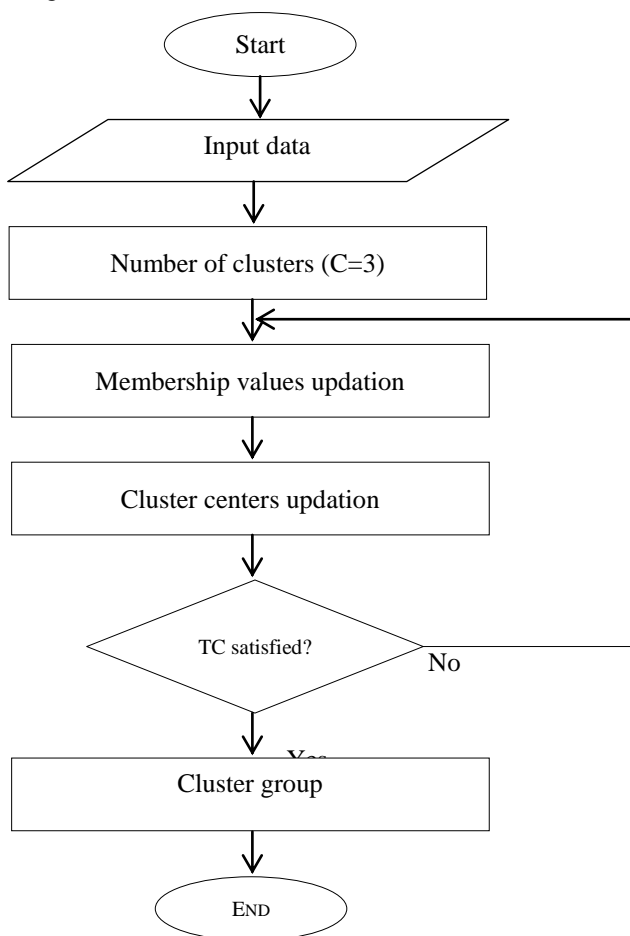 Start
Input data
Number of clusters (C=3)
Membership values updation
Cluster centers updation
TC satisfied?
No
Yes
Cluster group
END